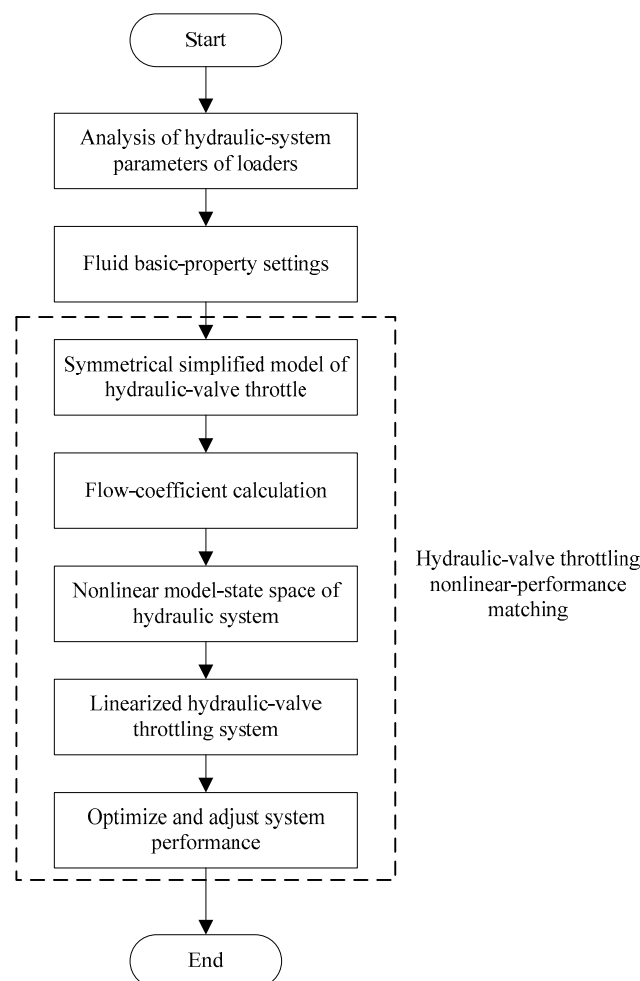 Start
Analysis of hydraulic-system
parameters of loaders
Fluid basic-property settings
Symmetrical simplified model of
hydraulic-valve throttle
Flow-coefficient calculation
Nonlinear model-state space of
hydraulic system
Linearized hydraulic-valve
throttling system
Optimize and adjust system
performance
End
Hydraulic-valve throttling
nonlinear-performance
matching